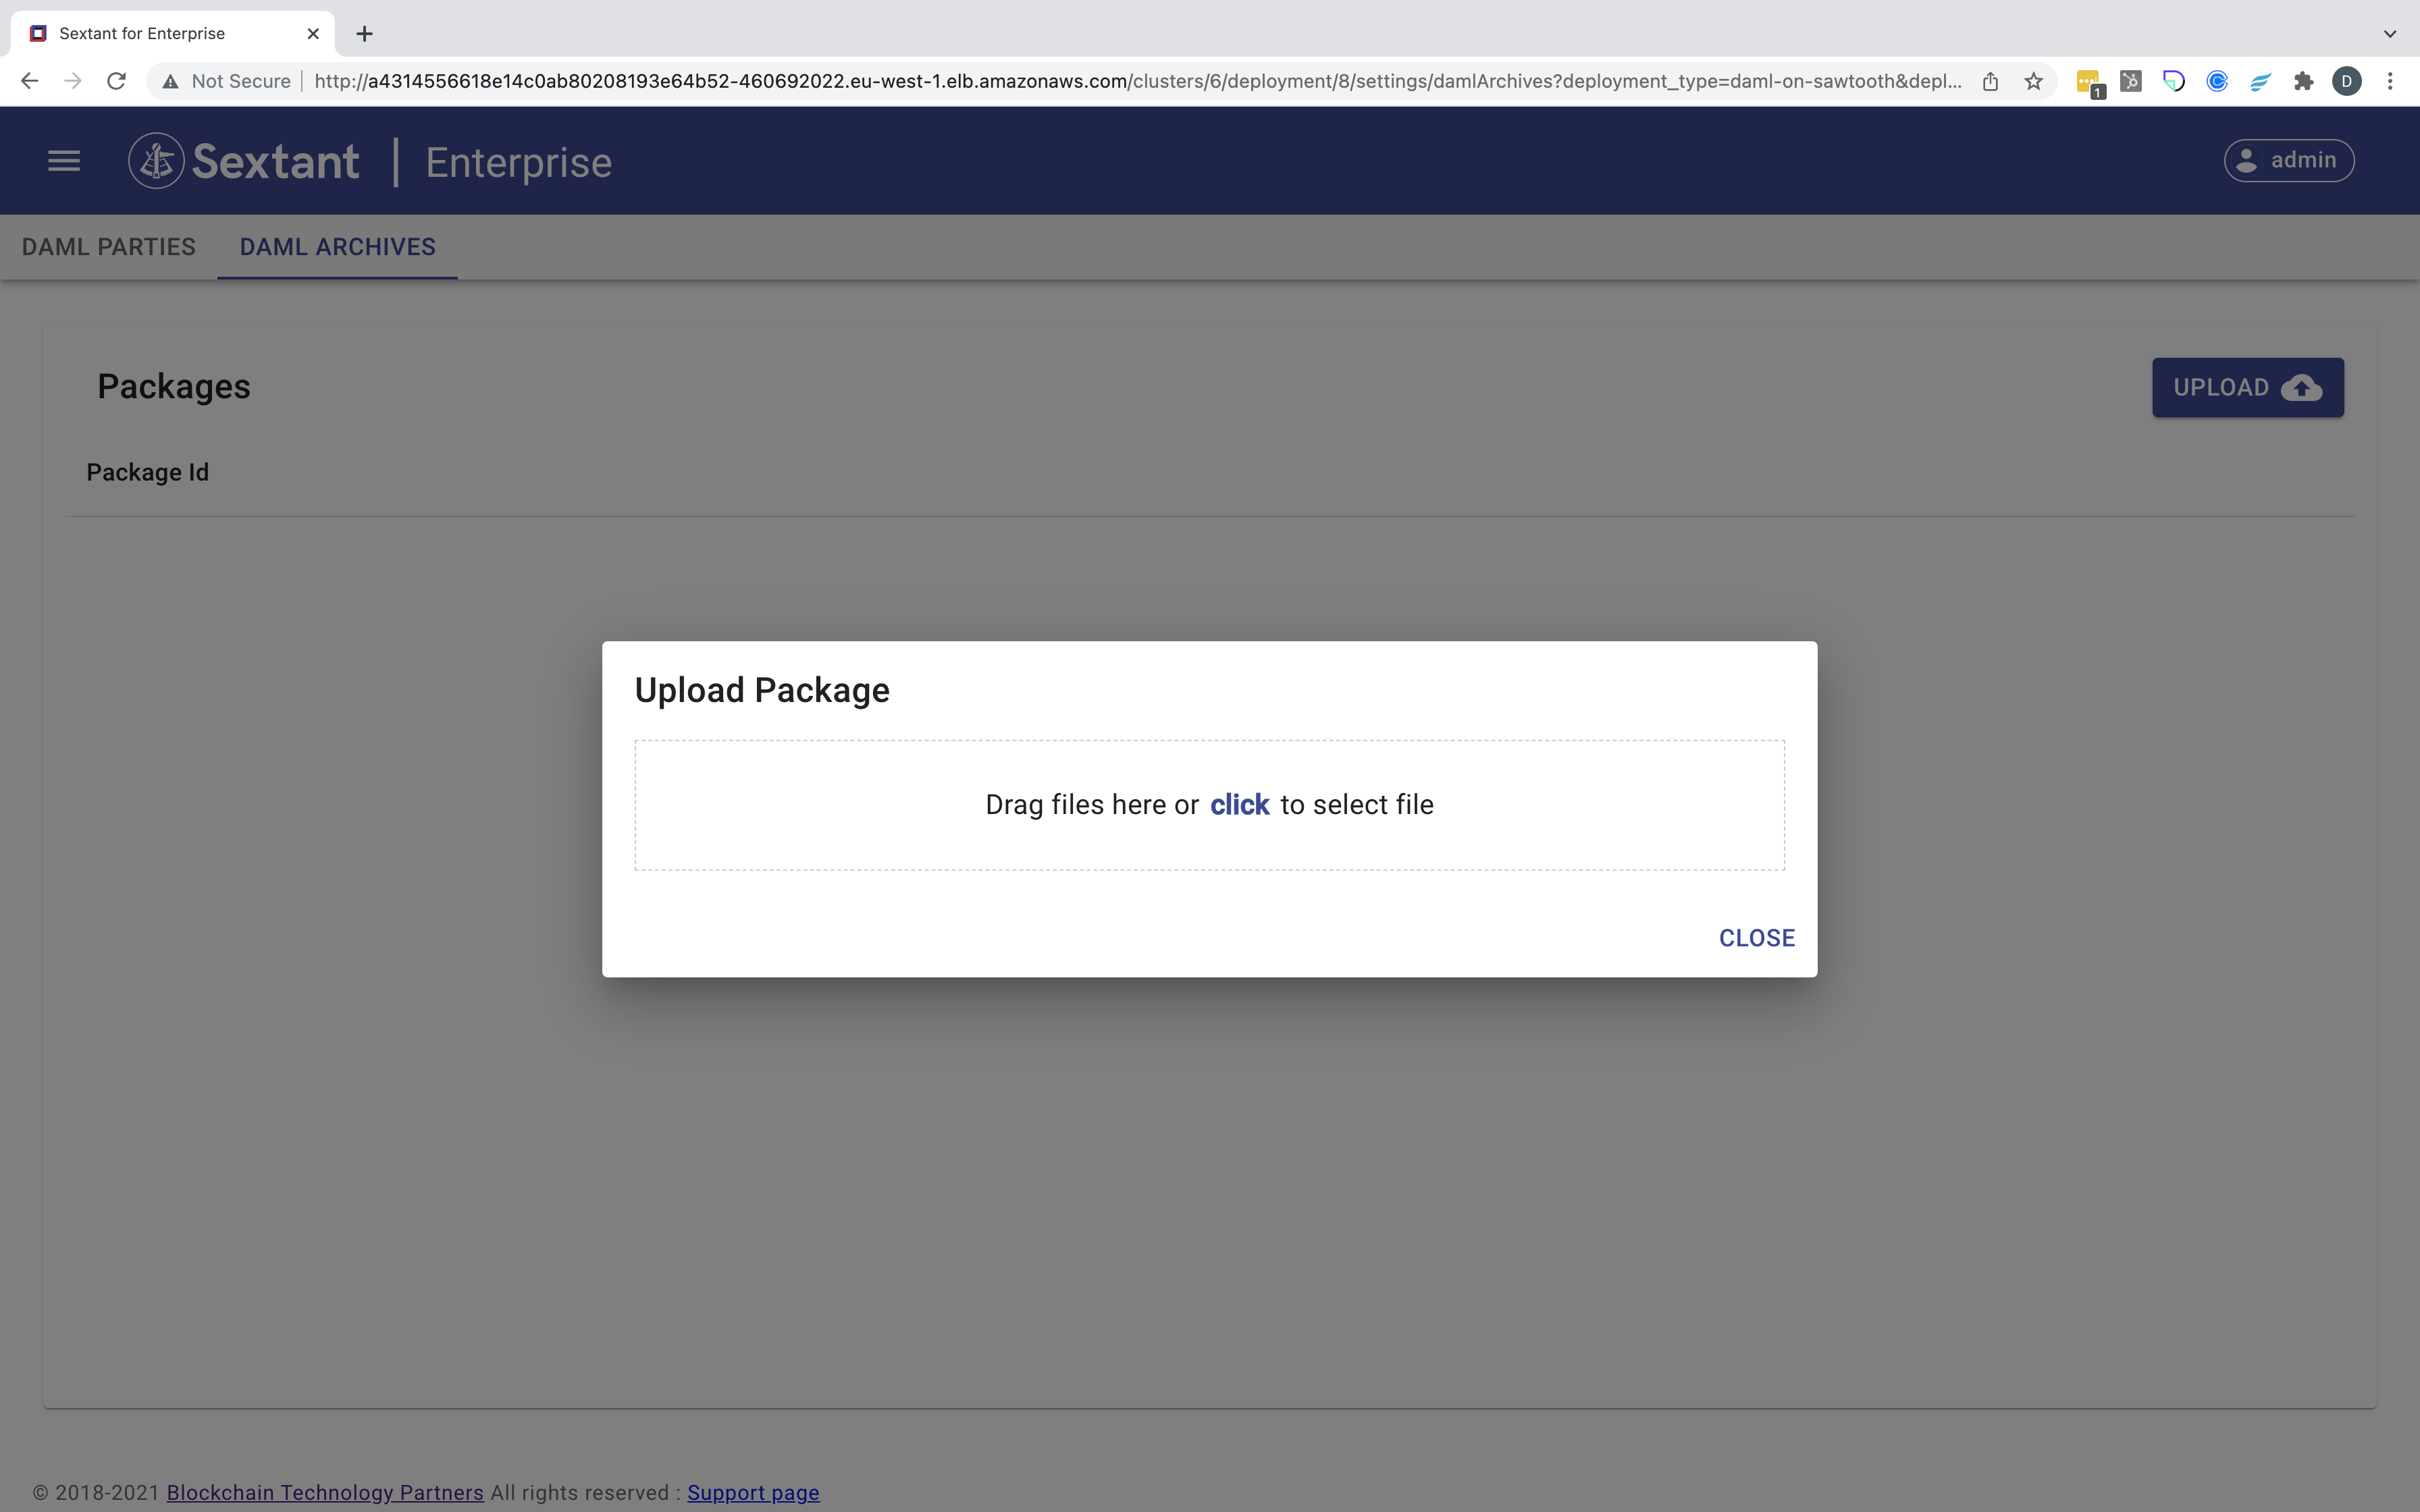 Sextant for Enterprise
Not Secure http://a4314556618e14c0ab80208193e64b52-460692022.eu-west-1.elb.amazonaws.com/clusters/6/deployment/8/settings/damlArchives?deployment_type=daml-on-sawtooth&depl... 1 D
Sextant | Enterprise admin
DAML PARTIES DAML ARCHIVES
Packages UPLOAD
Package Id
Upload Package
Drag files here or click to select file
CLOSE
© 2018-2021 Blockchain Technology Partners All rights reserved : Support page